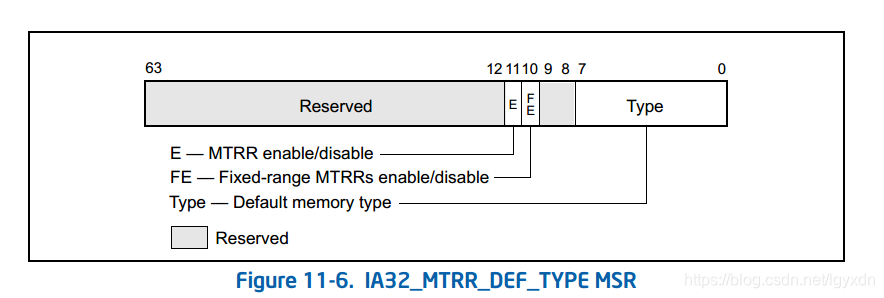 63 12 11 10 9 8 7 0
Reserved E FE Type
E — MTRR enable/disable
FE — Fixed-range MTRRs enable/disable
Type — Default memory type
Reserved
Figure 11-6. IA32_MTRR_DEF_TYPE MSR
https://blog.csdn.net/lgyxdn